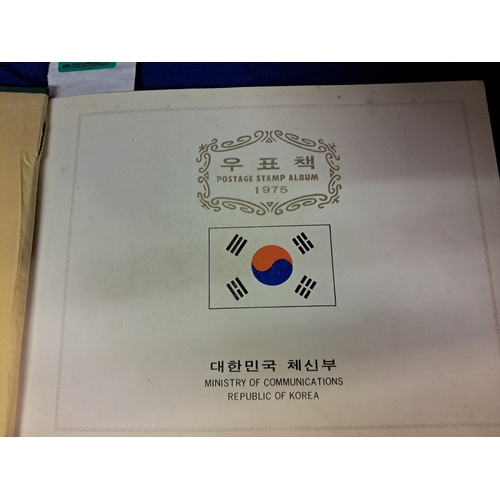 우표책
POSTAGE STAMP ALBUM
1975
대한민국 체신부
MINISTRY OF COMMUNICATIONS
REPUBLIC OF KOREA